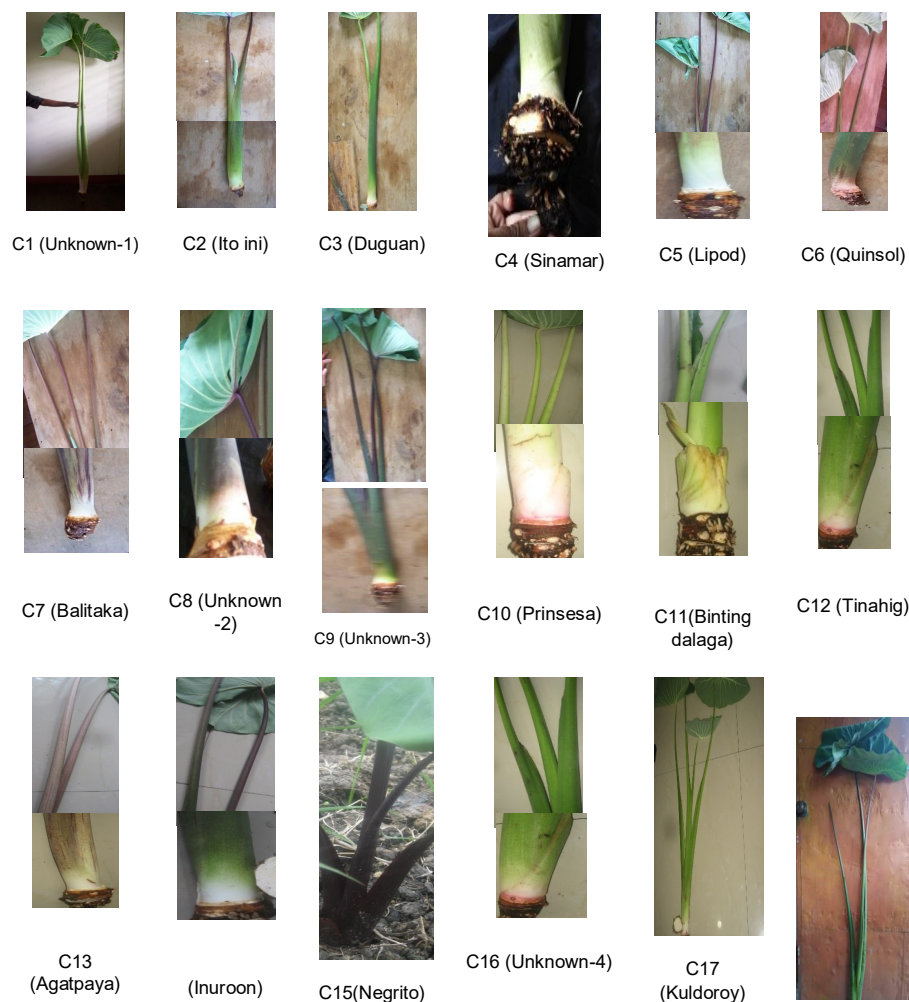 C1 (Unknown-1)
C2 (Ito ini)
C3 (Duguan)
C4 (Sinamar)
C5 (Lipod)
C6 (Quinsol)
C7 (Balitaka)
C8 (Unknown
-2)
C9 (Unknown-3)
C10 (Prinsesa)
C11(Binting
dalaga)
C12 (Tinahig)
C13
(Agatpaya)
(Inuroon)
C15(Negrito)
C16 (Unknown-4)
C17
(Kuldoroy)